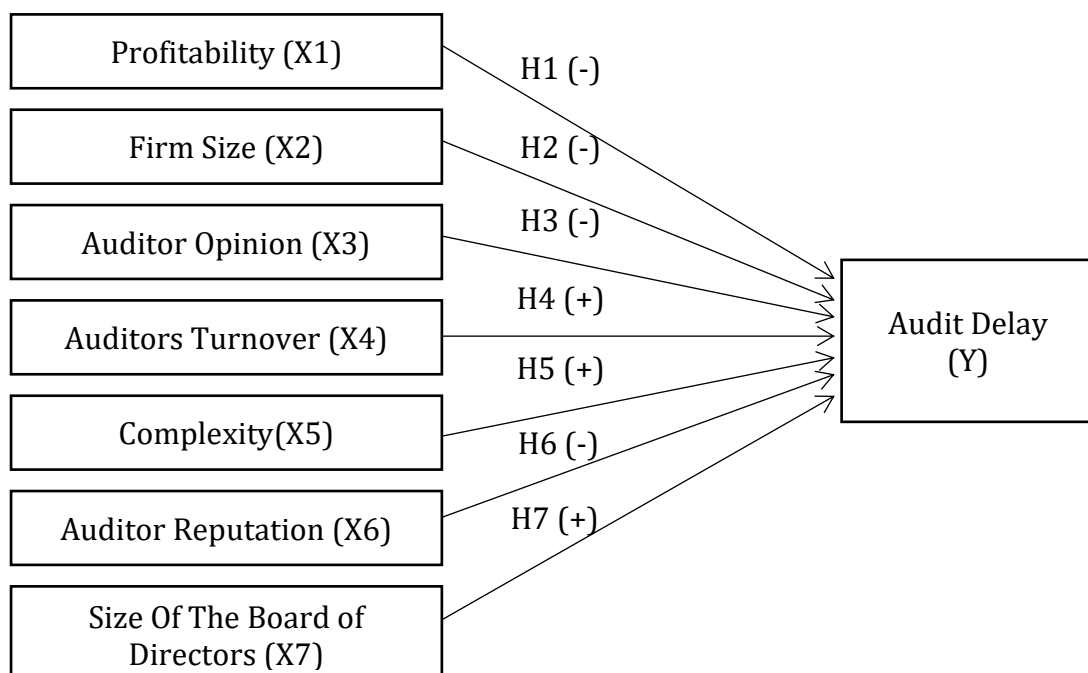 Profitability (X1)
H1 (-)
Firm Size (X2)
H2 (-)
H3 (-)
Auditor Opinion (X3)
H4 (+)
Auditors Turnover (X4)
Audit Delay
(Y)
H5 (+)
Complexity(X5)
H6 (-)
Auditor Reputation (X6)
H7 (+)
Size Of The Board of
Directors (X7)